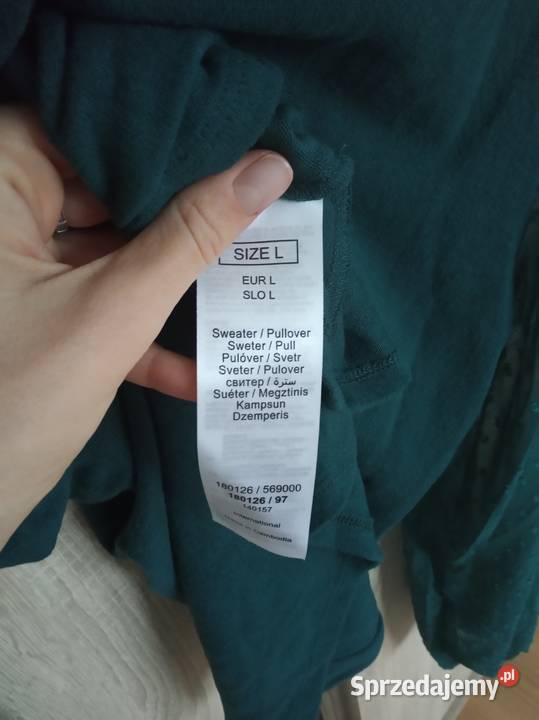 SIZE L
EUR L
SLO L
Sweater / Pullover
Sweter / Pull
Pulóver / Svetr
Sveter / Pulover
свитер / سترة
Suéter / Megztinis
Kampsun
Dzemperis
180126 / 569000
180126 / 97
140157
International
Made in Cambodia
Sprzedajemy.pl